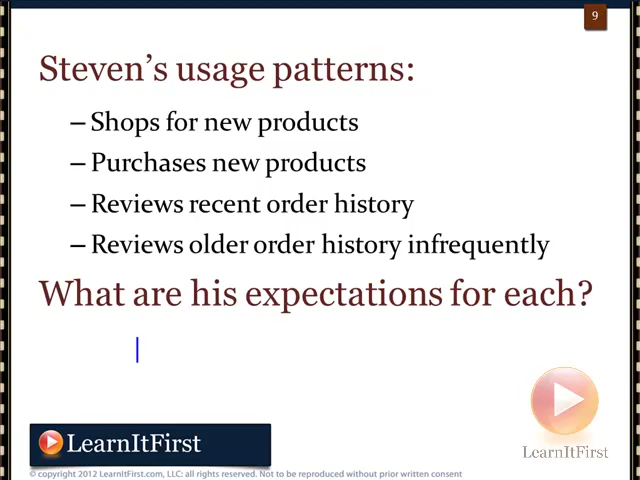 9
Steven’s usage patterns:
– Shops for new products
– Purchases new products
– Reviews recent order history
– Reviews older order history infrequently
What are his expectations for each?
LearnItFirst
LearnItFirst
© copyright 2012 LearnItFirst.com, LLC: all rights reserved. Not to be reproduced without prior written consent